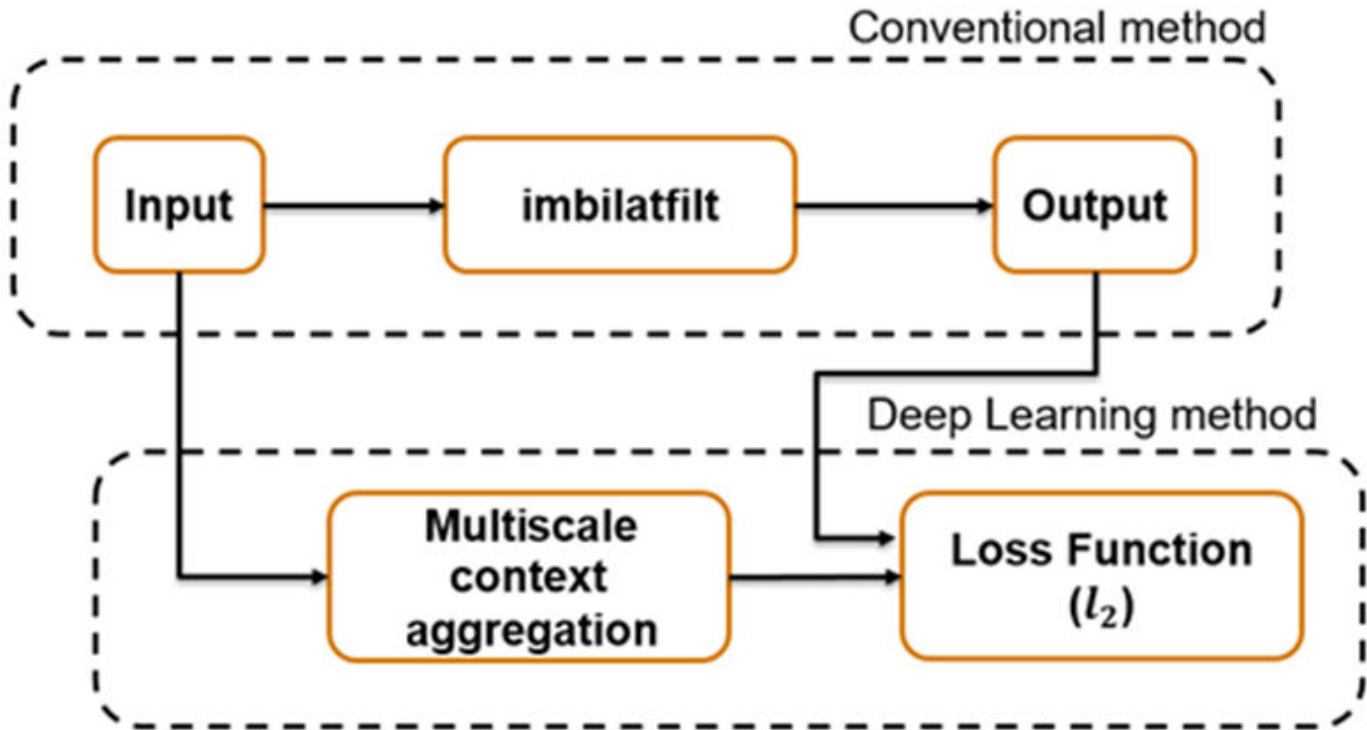 Conventional method
Input
imbilatfilt
Output
Deep Learning method
Multiscale
context
aggregation
Loss Function
(l₂)